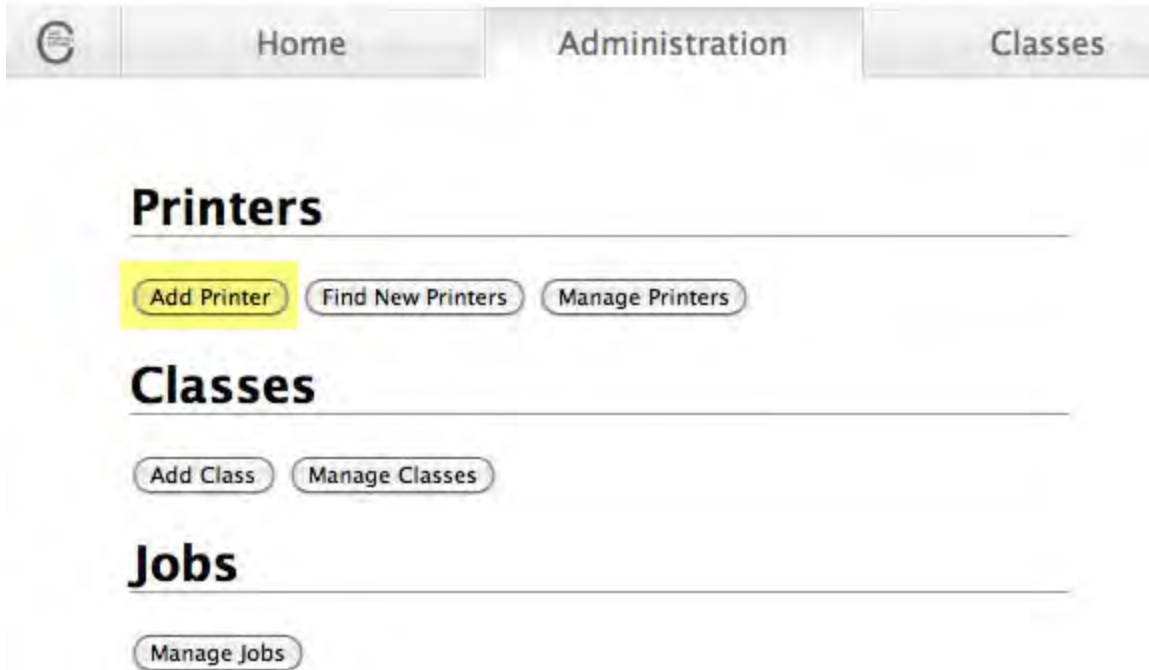 Home Administration Classes
Printers
Add Printer Find New Printers Manage Printers
Classes
Add Class Manage Classes
Jobs
Manage Jobs